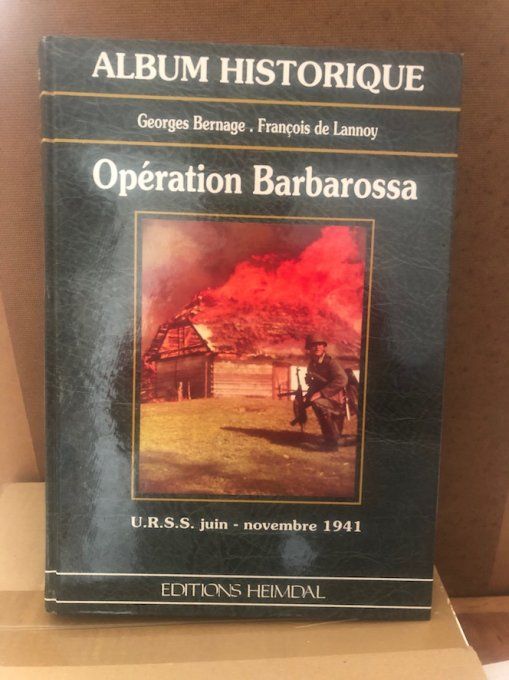 ALBUM HISTORIQUE
Georges Bernage . François de Lannoy
Opération Barbarossa
U.R.S.S. juin - novembre 1941
EDITIONS HEIMDAL